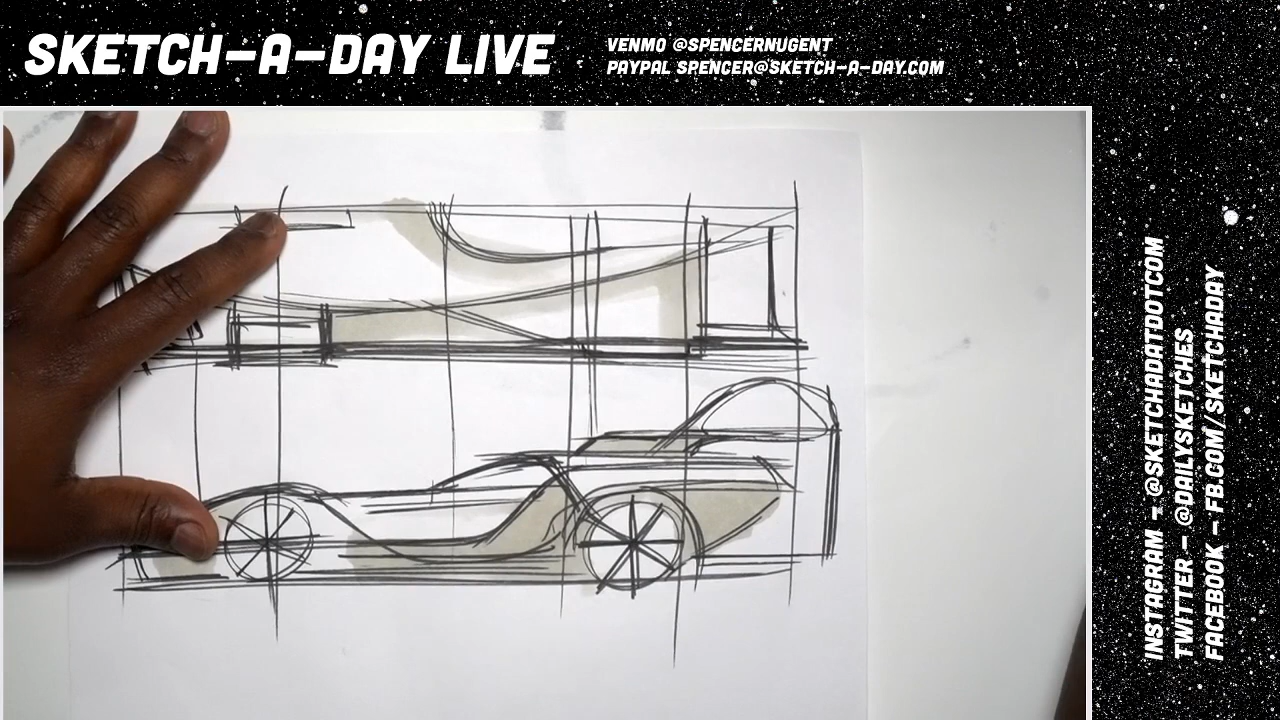 SKETCH-A-DAY LIVE
VENMO @SPENCERNUGENT
PAYPAL SPENCER@SKETCH-A-DAY.COM
INSTAGRAM - @SKETCHADAYDOTCOM
TWITTER - @DAILYSKETCHES
FACEBOOK - FB.COM/SKETCHADAY